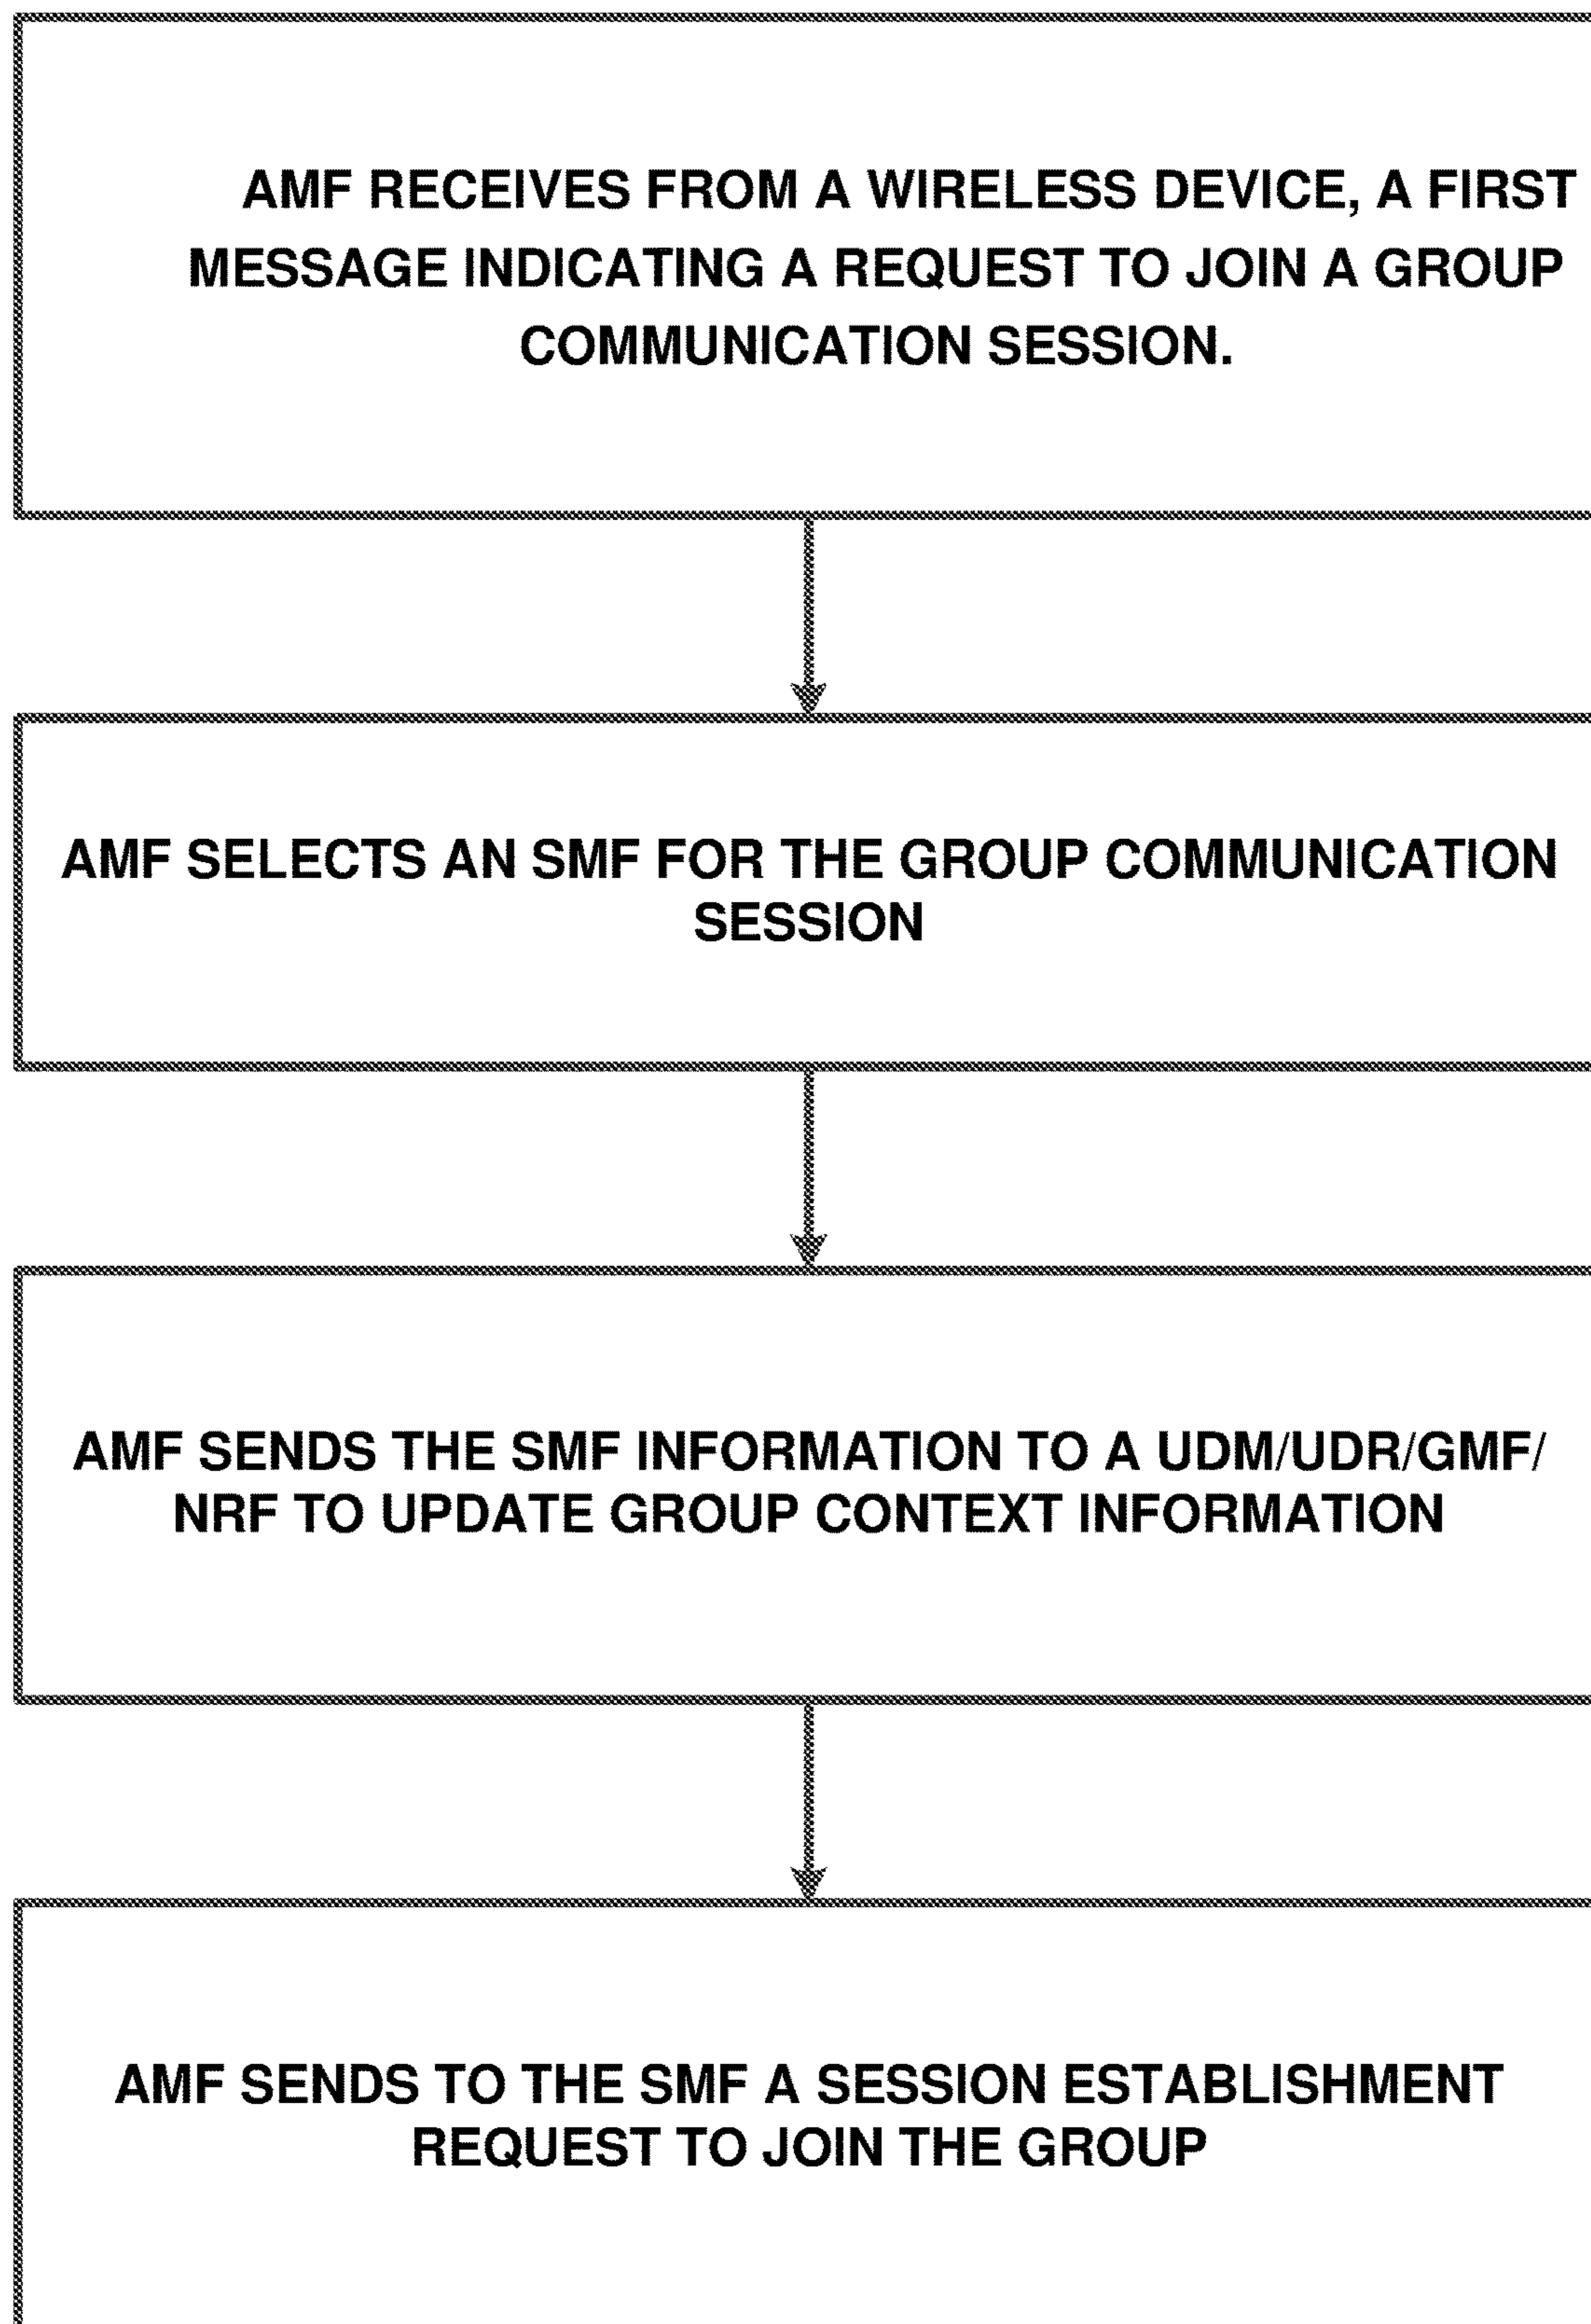 AMF RECEIVES FROM A WIRELESS DEVICE, A FIRST
MESSAGE INDICATING A REQUEST TO JOIN A GROUP
COMMUNICATION SESSION.
AMF SELECTS AN SMF FOR THE GROUP COMMUNICATION
SESSION
AMF SENDS THE SMF INFORMATION TO A UDM/UDR/GMF/
NRF TO UPDATE GROUP CONTEXT INFORMATION
AMF SENDS TO THE SMF A SESSION ESTABLISHMENT
REQUEST TO JOIN THE GROUP